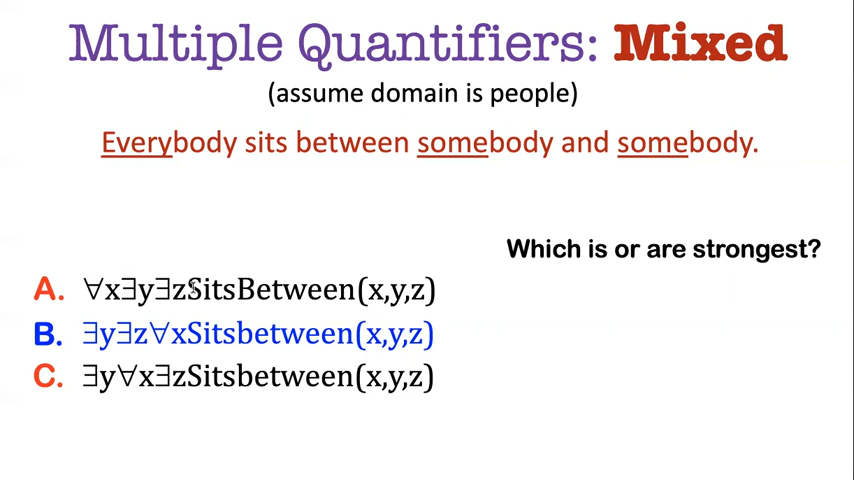 Multiple Quantifiers: Mixed
(assume domain is people)
Everybody sits between somebody and somebody.
Which is or are strongest?
A. ∀x∃y∃zSitsBetween(x,y,z)
B. ∃y∃z∀xSitsbetween(x,y,z)
C. ∃y∀x∃zSitsbetween(x,y,z)